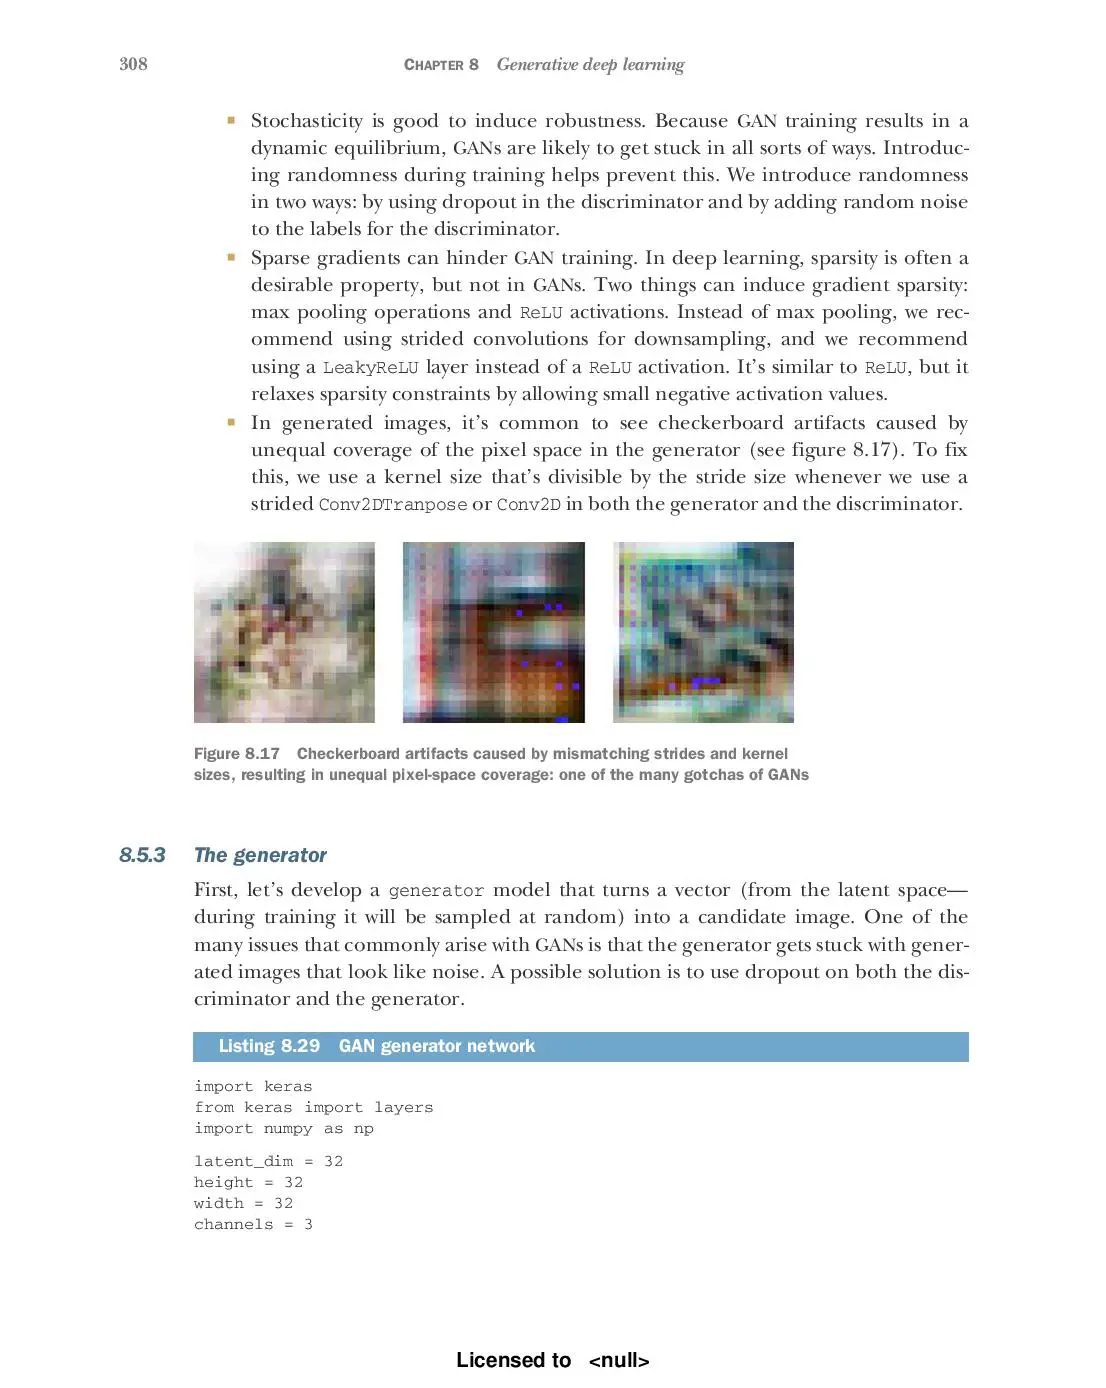 308
CHAPTER 8 Generative deep learning
Stochasticity is good to induce robustness. Because GAN training results in a
dynamic equilibrium, GANs are likely to get stuck in all sorts of ways. Introduc-
ing randomness during training helps prevent this. We introduce randomness
in two ways: by using dropout in the discriminator and by adding random noise
to the labels for the discriminator.
Sparse gradients can hinder GAN training. In deep learning, sparsity is often a
desirable property, but not in GANs. Two things can induce gradient sparsity:
max pooling operations and ReLU activations. Instead of max pooling, we rec-
ommend using strided convolutions for downsampling, and we recommend
using a LeakyReLU layer instead of a ReLU activation. It's similar to ReLU, but it
relaxes sparsity constraints by allowing small negative activation values.
In generated images, it's common to see checkerboard artifacts caused by
unequal coverage of the pixel space in the generator (see figure 8.17). To fix
this, we use a kernel size that's divisible by the stride size whenever we use a
strided Conv2DTranpose or Conv2D in both the generator and the discriminator.
Figure 8.17 Checkerboard artifacts caused by mismatching strides and kernel
sizes, resulting in unequal pixel-space coverage: one of the many gotchas of GANs
8.5.3 The generator
First, let's develop a generator model that turns a vector (from the latent space—
during training it will be sampled at random) into a candidate image. One of the
many issues that commonly arise with GANs is that the generator gets stuck with gener-
ated images that look like noise. A possible solution is to use dropout on both the dis-
criminator and the generator.
Listing 8.29 GAN generator network
import keras
from keras import layers
import numpy as np
latent_dim = 32
height = 32
width = 32
channels = 3
Licensed to <null>